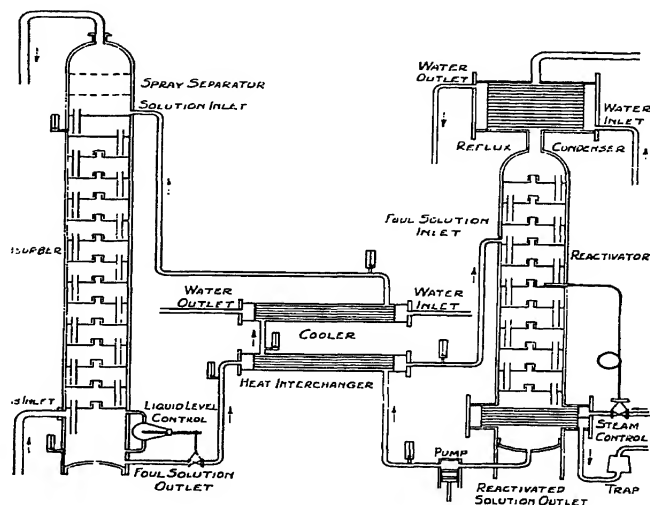 SPRAY SEPARATOR
SOLUTION INLET
WATER
OUTLET
WATER
INLET
REFLUX
CONDENSER
FOUL SOLUTION
INLET
REACTIVATOR
WATER
OUTLET
WATER
INLET
COOLER
HEAT INTERCHANGER
LIQUID LEVEL
CONTROL
FOUL SOLUTION
OUTLET
STEAM
CONTROL
PUMP
TRAP
REACTIVATED
SOLUTION OUTLET